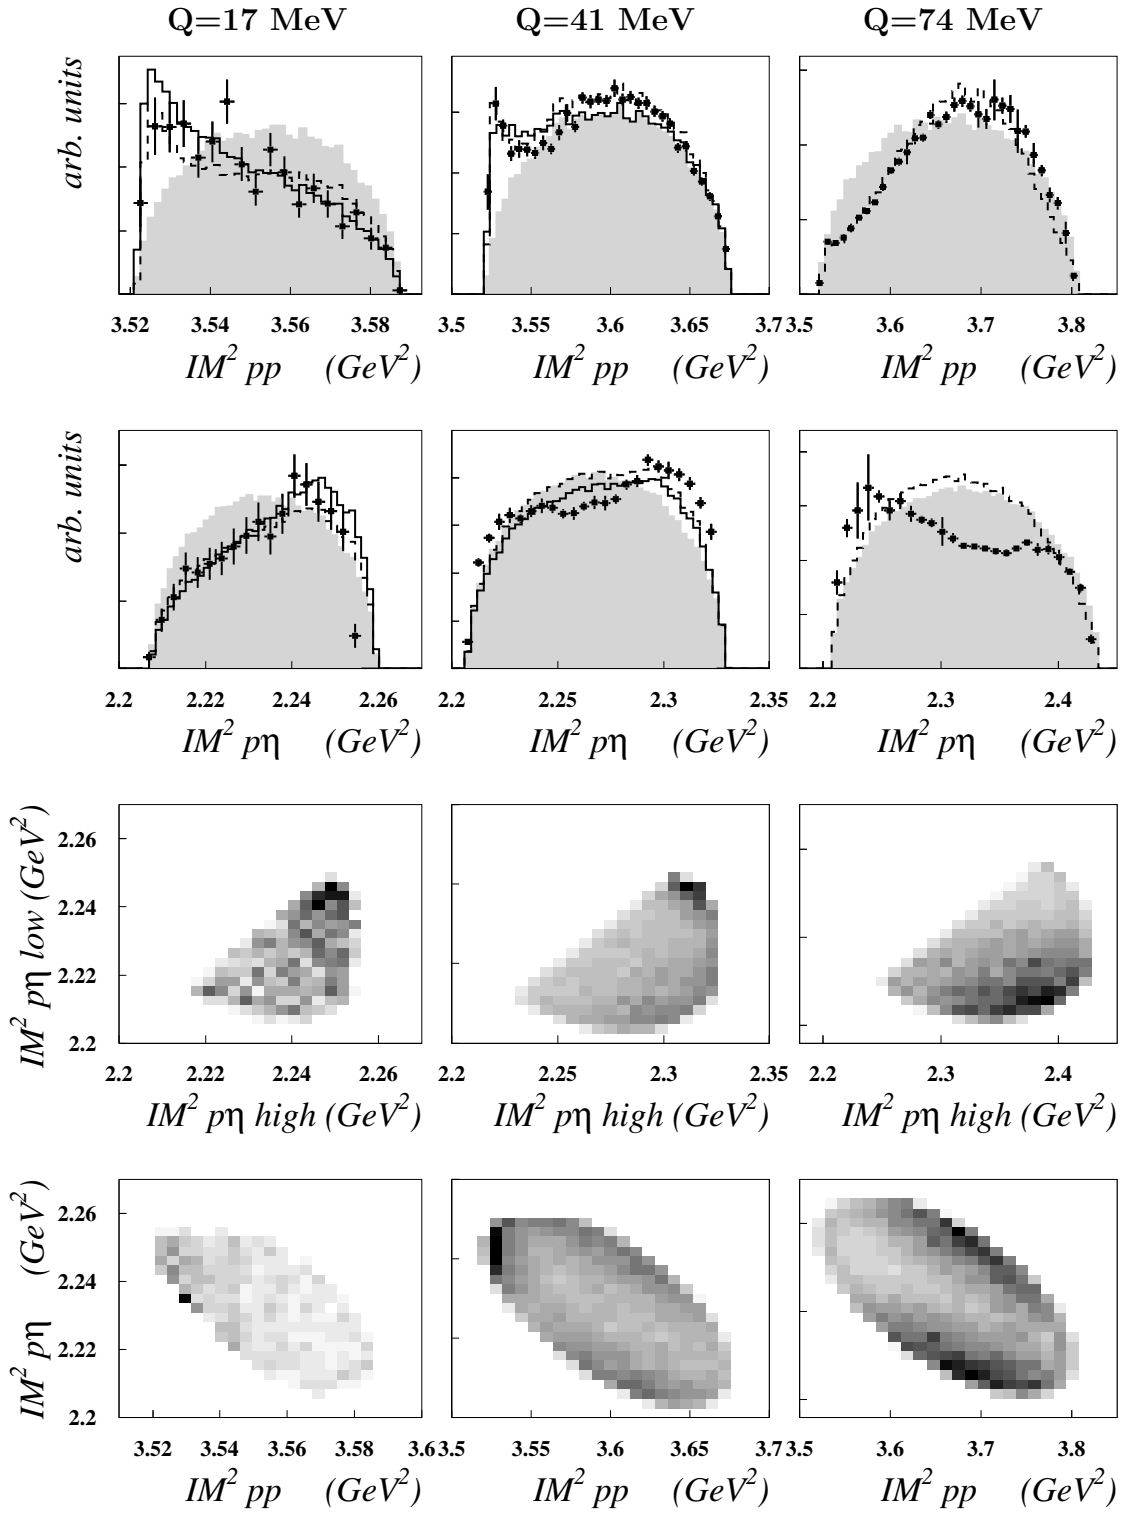 Q=17 MeV Q=41 MeV Q=74 MeV
arb. units
3.52 3.54 3.56 3.58 3.5 3.55 3.6 3.65 3.7 3.5 3.6 3.7 3.8
IM² pp (GeV²) IM² pp (GeV²) IM² pp (GeV²)
arb. units
2.2 2.22 2.24 2.26 2.2 2.25 2.3 2.35 2.2 2.3 2.4
IM² pη (GeV²) IM² pη (GeV²) IM² pη (GeV²)
IM² pη low (GeV²)
2.26
2.24
2.22
2.2
2.2 2.22 2.24 2.26 2.2 2.25 2.3 2.35 2.2 2.3 2.4
IM² pη high (GeV²) IM² pη high (GeV²) IM² pη high (GeV²)
IM² pη (GeV²)
2.26
2.24
2.22
2.2
3.52 3.54 3.56 3.58 3.6 3.5 3.55 3.6 3.65 3.7 3.5 3.6 3.7 3.8
IM² pp (GeV²) IM² pp (GeV²) IM² pp (GeV²)